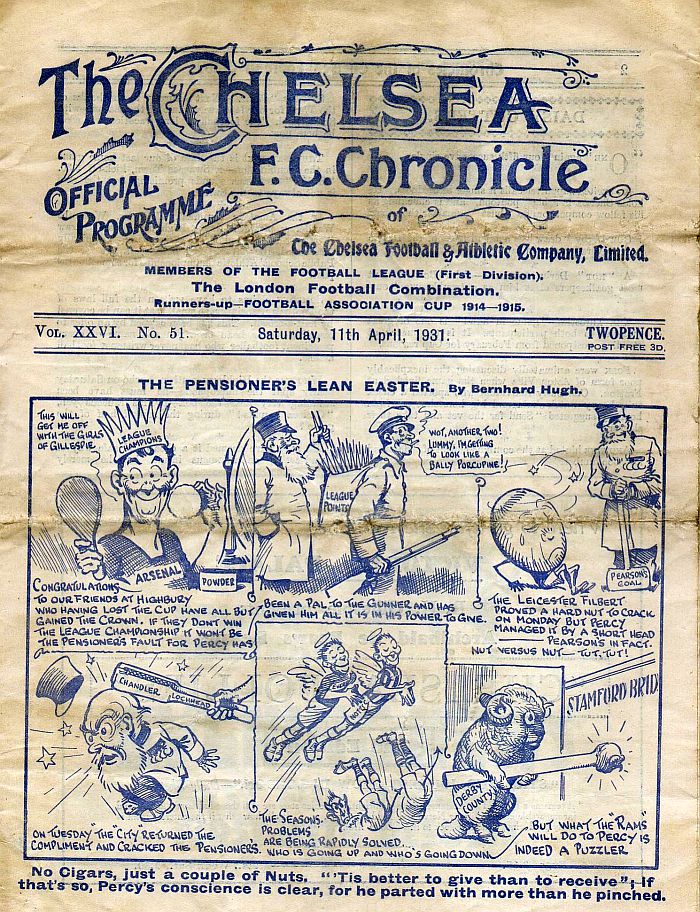 The CHELSEA
F.C. Chronicle
OFFICIAL
PROGRAMME
of
The Chelsea Football & Athletic Company, Limited.
MEMBERS OF THE FOOTBALL LEAGUE (First Division).
The London Football Combination.
Runners-up—FOOTBALL ASSOCIATION CUP 1914—1915.
VOL. XXVI. No. 51. Saturday, 11th April, 1931. TWOPENCE.
POST FREE 3D.
THE PENSIONER'S LEAN EASTER. By Bernhard Hugh.
THIS WILL
GET ME OFF
WITH THE GIRLS
OF GILLESPIE
LEAGUE
CHAMPIONS
ARSENAL
POWDER
CONGRATULATIONS
TO OUR FRIENDS AT HIGHBURY
WHO HAVING LOST THE CUP HAVE ALL BUT
GAINED THE CROWN. IF THEY DON'T WIN
THE LEAGUE CHAMPIONSHIP IT WON'T BE
THE PENSIONER'S FAULT FOR PERCY HAS
WOT, ANOTHER TWO!
LUMMY, I'M GETTING
TO LOOK LIKE A
BALLY PORCUPINE!
LEAGUE
POINTS
BEEN A PAL TO THE GUNNER AND HAS
GIVEN HIM ALL IT IS IN HIS POWER TO GIVE.
PEARSON'S
GOAL
THE LEICESTER FILBERT
PROVED A HARD NUT TO CRACK
ON MONDAY BUT PERCY
MANAGED IT BY A SHORT HEAD
PEARSON'S IN FACT.
NUT VERSUS NUT— TUT, TUT!
CHANDLER
LOCHHEAD
ON TUESDAY "THE CITY" RETURNED THE
COMPLIMENT AND CRACKED THE PENSIONERS.
THE SEASONS
PROBLEMS
ARE BEING RAPIDLY SOLVED...
WHO IS GOING UP AND WHO'S GOING DOWN
STAMFORD BRID
DERBY
COUNTY
BUT WHAT THE "RAMS"
WILL DO TO PERCY IS
INDEED A PUZZLER
No Cigars, just a couple of Nuts. "'Tis better to give than to receive"; If
that's so, Percy's conscience is clear, for he parted with more than he pinched.